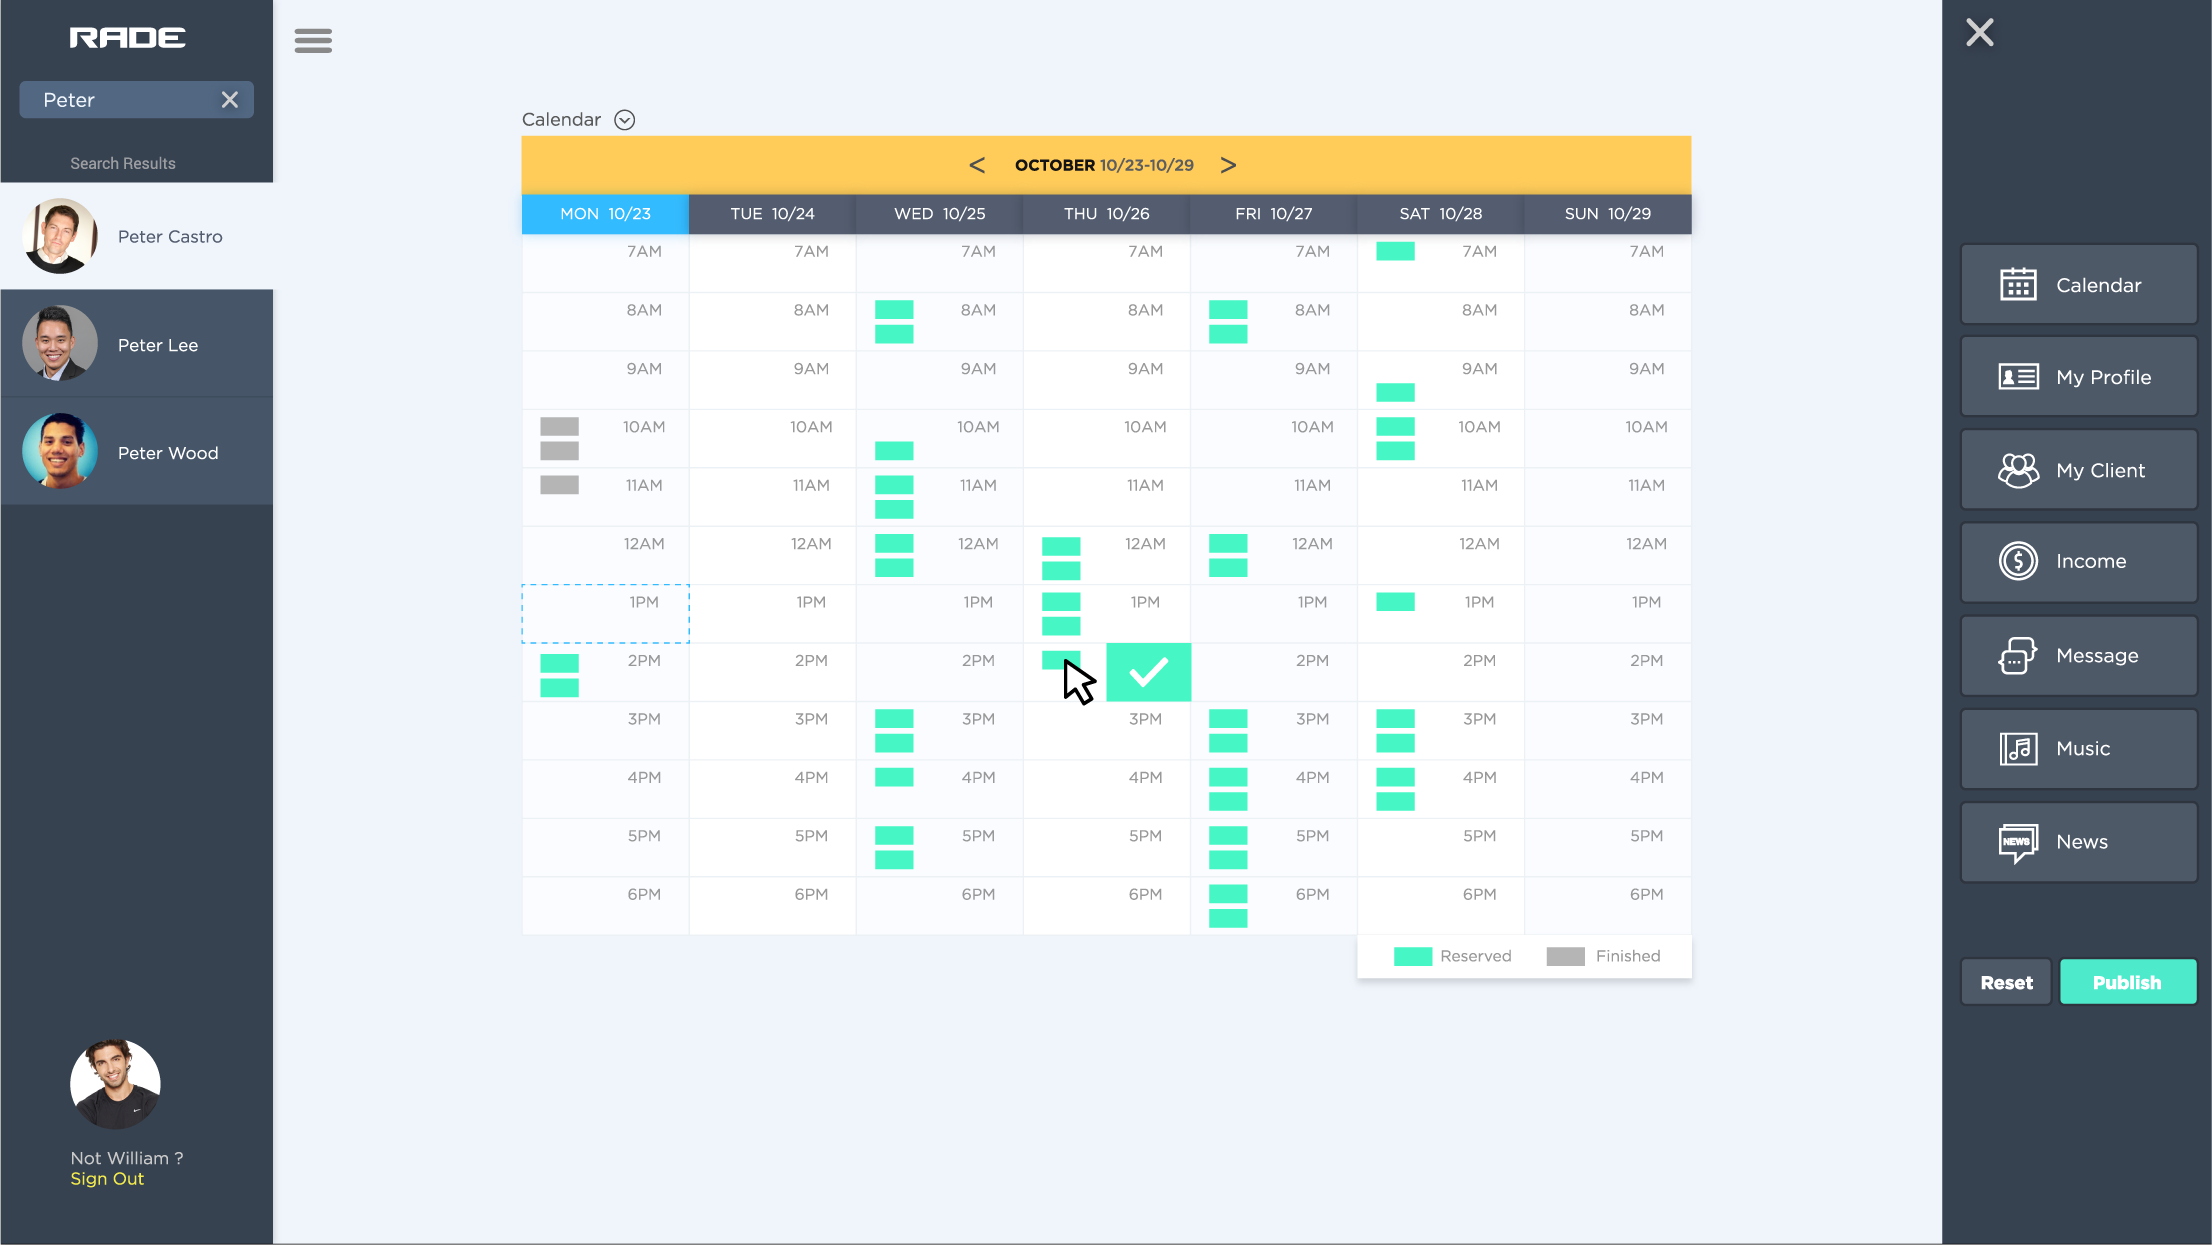 RADE
Peter
Search Results
Peter Castro
Peter Lee
Peter Wood
Not William ?
Sign Out
Calendar
< OCTOBER 10/23-10/29 >
MON 10/23 TUE 10/24 WED 10/25 THU 10/26 FRI 10/27 SAT 10/28 SUN 10/29
7AM 7AM 7AM 7AM 7AM 7AM 7AM
8AM 8AM 8AM 8AM 8AM 8AM 8AM
9AM 9AM 9AM 9AM 9AM 9AM 9AM
10AM 10AM 10AM 10AM 10AM 10AM 10AM
11AM 11AM 11AM 11AM 11AM 11AM 11AM
12AM 12AM 12AM 12AM 12AM 12AM 12AM
1PM 1PM 1PM 1PM 1PM 1PM 1PM
2PM 2PM 2PM 2PM 2PM 2PM
3PM 3PM 3PM 3PM 3PM 3PM 3PM
4PM 4PM 4PM 4PM 4PM 4PM 4PM
5PM 5PM 5PM 5PM 5PM 5PM 5PM
6PM 6PM 6PM 6PM 6PM 6PM 6PM
Reserved Finished
Calendar
My Profile
My Client
Income
Message
Music
NEWS News
Reset Publish